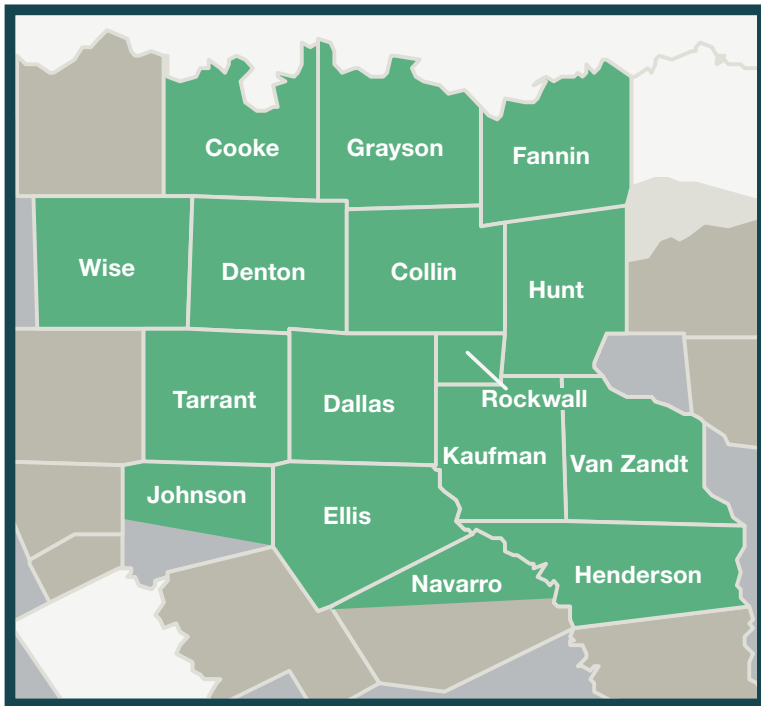 Cooke
Grayson
Fannin
Wise
Denton
Collin
Hunt
Tarrant
Dallas
Rockwall
Kaufman
Van Zandt
Johnson
Ellis
Navarro
Henderson